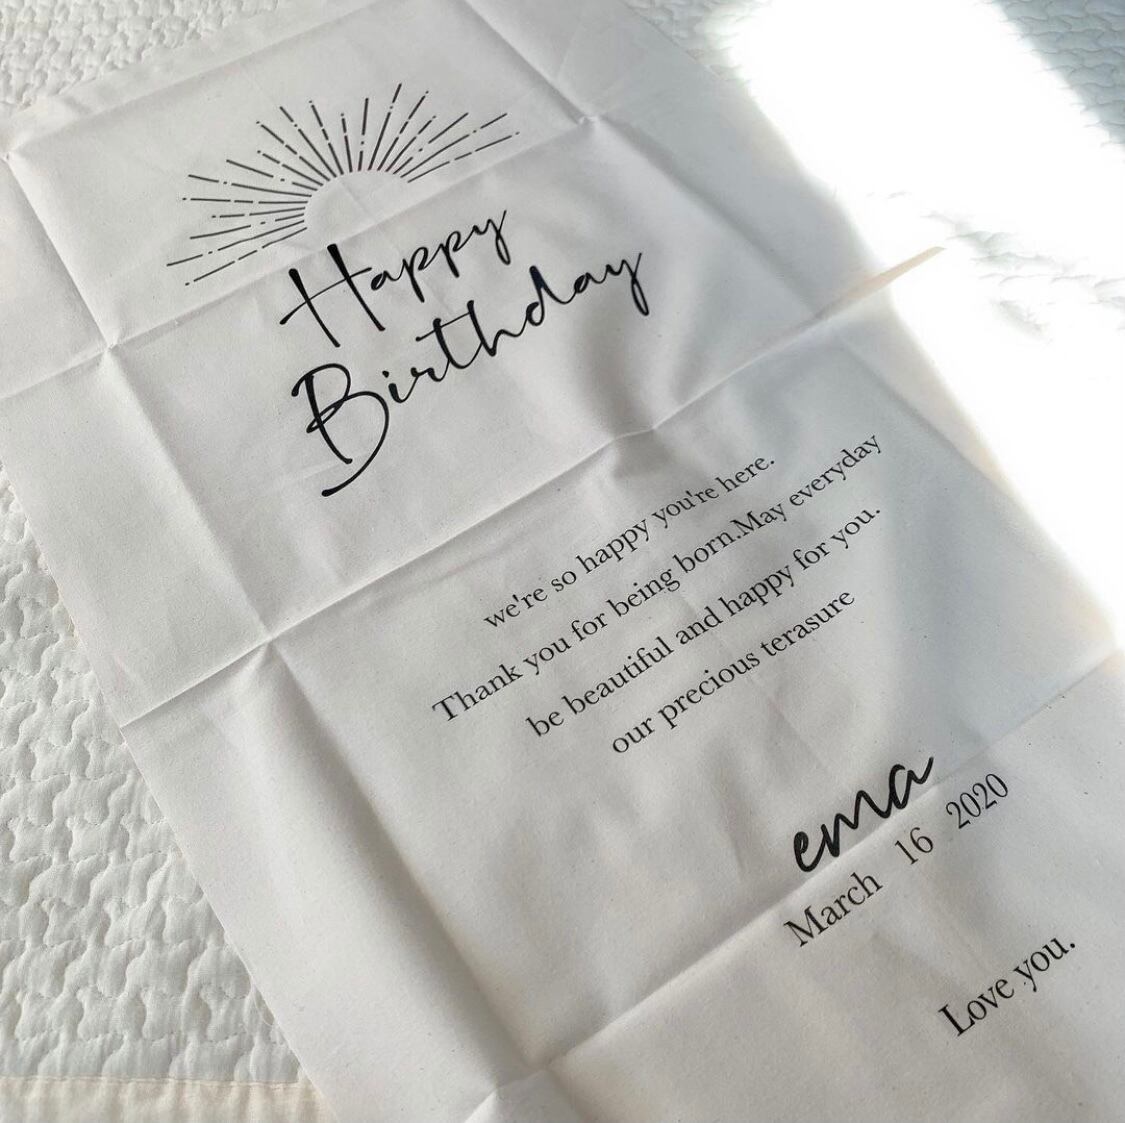 Happy
Birthday
we're so happy you're here.
Thank you for being born.May everyday
be beautiful and happy for you.
our precious terasure
ema
March 16 2020
Love you.